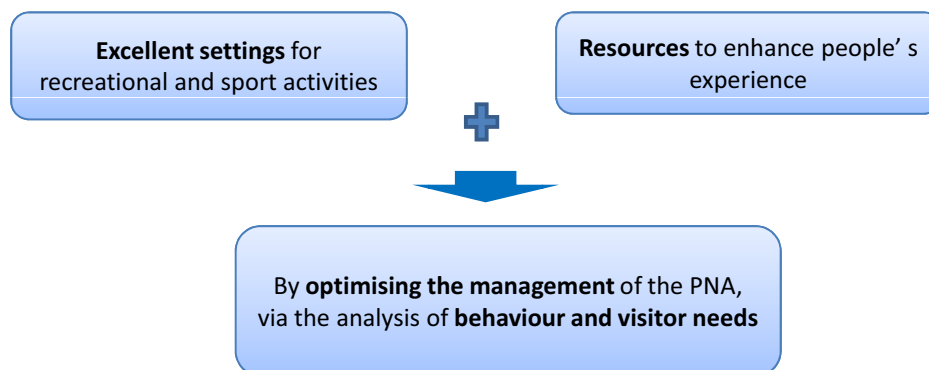 Excellent settings for
recreational and sport activities
Resources to enhance people’ s
experience
By optimising the management of the PNA,
via the analysis of behaviour and visitor needs